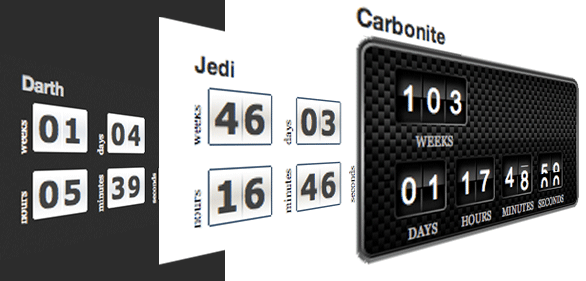 Darth
weeks 01 days 04
hours 05 minutes 39 seconds
Jedi
weeks 46 days 03
hours 16 minutes 46 seconds
Carbonite
103
WEEKS
01 17 48
DAYS HOURS MINUTES SECONDS